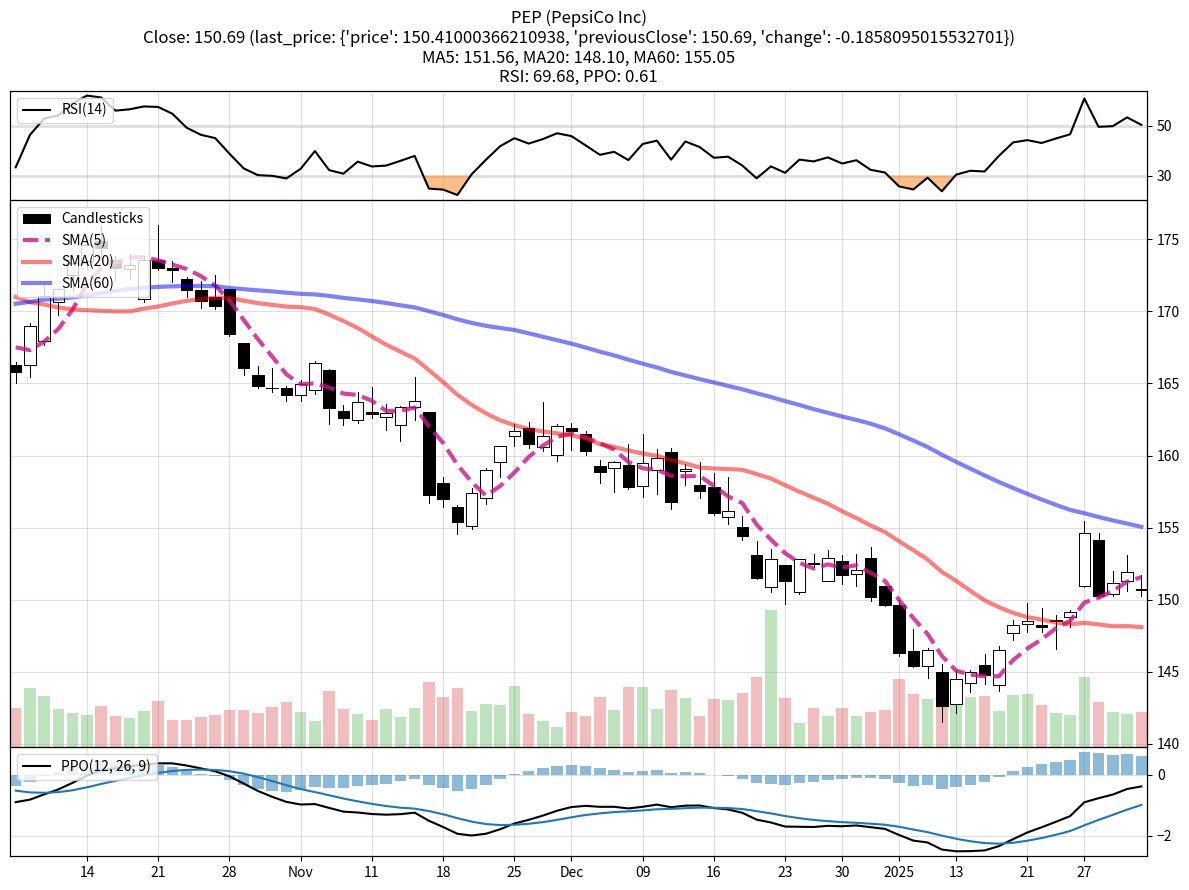 PEP (PepsiCo Inc)
Close: 150.69 (last_price: {'price': 150.41000366210938, 'previousClose': 150.69, 'change': -0.1858095015532701})
MA5: 151.56, MA20: 148.10, MA60: 155.05
RSI: 69.68, PPO: 0.61
RSI(14)
50
30
Candlesticks
SMA(5)
SMA(20)
SMA(60)
175
170
165
160
155
150
145
140
PPO(12, 26, 9)
0
−2
14 21 28 Nov 11 18 25 Dec 09 16 23 30 2025 13 21 27